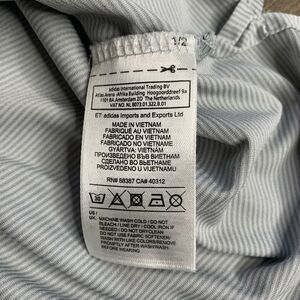 1/2
adidas International Trading BV
Atlas Arena -Afrika Building Hoogoorddreef 9a
1101 BA Amsterdam ZO The Netherlands
VAT NO: NL 8073.01.322.B.01
ET: adidas Imports and Exports Ltd
MADE IN VIETNAM
FABRIQUÉ AU VIETNAM
FABRICADO EN VIETNAM
FABRICADO NO VIETNAME
GYÁRTVA: VIETNÁM
ПРОИЗВЕДЕНО ВЪВ ВИЕТНАМ
СДЕЛАНО ВО ВЬЕТНАМЕ
PROIZVEDENO U VIJETNAMU
RN# 88387 CA# 40312
US /
UK:
MACHINE WASH COLD / DO NOT
BLEACH / LINE DRY / COOL IRON IF
NEEDED / DO NOT DRYCLEAN
DO NOT USE FABRIC SOFTENER/
WASH WITH LIKE COLORS/REMOVE
PROMPTLY AFTER WASH/REVERSE